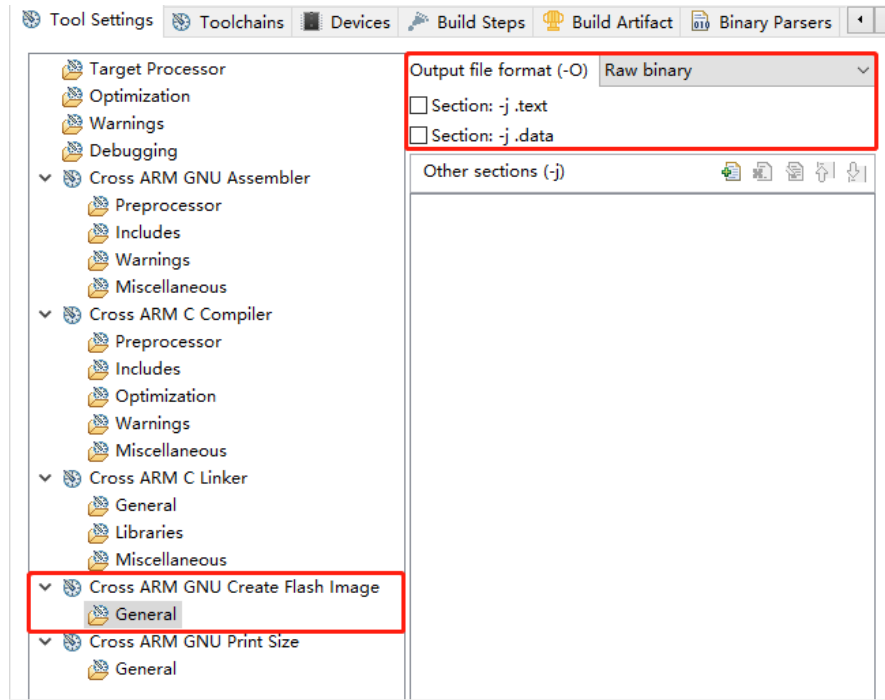 Tool Settings Toolchains Devices Build Steps Build Artifact Binary Parsers
Target Processor
Optimization
Warnings
Debugging
Cross ARM GNU Assembler
Preprocessor
Includes
Warnings
Miscellaneous
Cross ARM C Compiler
Preprocessor
Includes
Optimization
Warnings
Miscellaneous
Cross ARM C Linker
General
Libraries
Miscellaneous
Cross ARM GNU Create Flash Image
General
Cross ARM GNU Print Size
General
Output file format (-O) Raw binary
Section: -j .text
Section: -j .data
Other sections (-j)